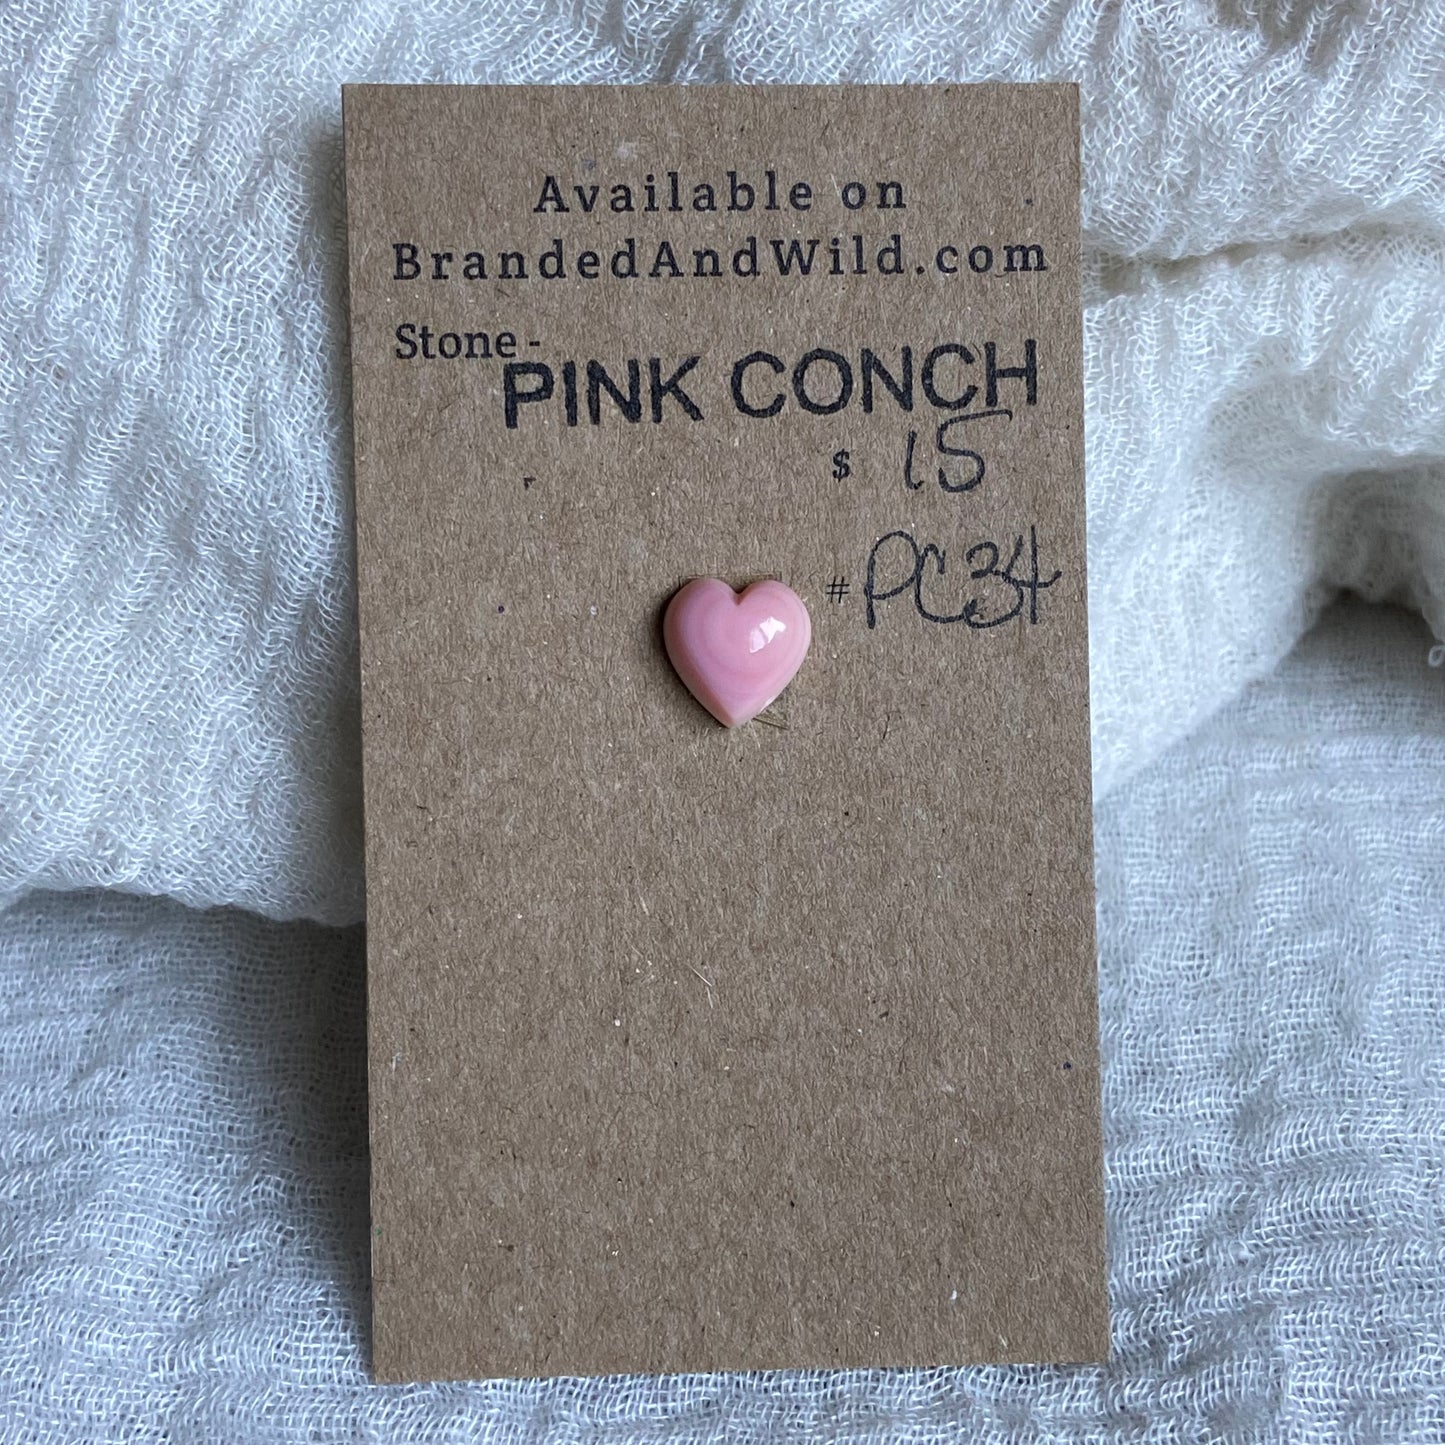 Available on
BrandedAndWild.com
Stone -
PINK CONCH
$ 15
# PC34